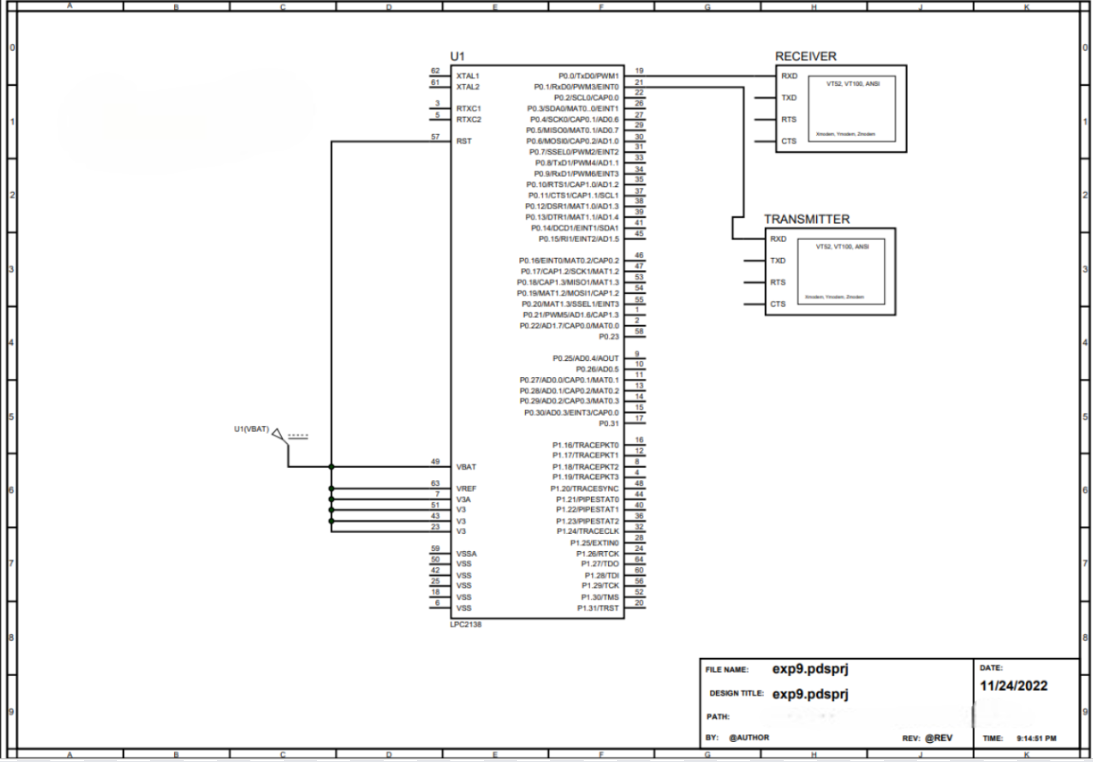 A B C D E F G H J K
0 0
1 1
2 2
3 3
4 4
5 5
6 6
7 7
8 8
9 9
U1
62 XTAL1
61 XTAL2
3 RTXC1
5 RTXC2
57 RST
49 VBAT
63 VREF
7 V3A
51 V3
43 V3
23 V3
59 VSSA
50 VSS
42 VSS
25 VSS
18 VSS
6 VSS
LPC2138
U1(VBAT)
P0.0/TxD0/PWM1 19
P0.1/RxD0/PWM3/EINT0 21
P0.2/SCL0/CAP0.0 22
P0.3/SDA0/MAT0..0/EINT1 26
P0.4/SCK0/CAP0.1/AD0.6 27
P0.5/MISO0/MAT0.1/AD0.7 29
P0.6/MOSI0/CAP0.2/AD1.0 30
P0.7/SSEL0/PWM2/EINT2 31
P0.8/TxD1/PWM4/AD1.1 33
P0.9/RxD1/PWM6/EINT3 34
P0.10/RTS1/CAP1.0/AD1.2 35
P0.11/CTS1/CAP1.1/SCL1 37
P0.12/DSR1/MAT1.0/AD1.3 38
P0.13/DTR1/MAT1.1/AD1.4 39
P0.14/DCD1/EINT1/SDA1 41
P0.15/RI1/EINT2/AD1.5 45
P0.16/EINT0/MAT0.2/CAP0.2 46
P0.17/CAP1.2/SCK1/MAT1.2 47
P0.18/CAP1.3/MISO1/MAT1.3 53
P0.19/MAT1.2/MOSI1/CAP1.2 54
P0.20/MAT1.3/SSEL1/EINT3 55
P0.21/PWM5/AD1.6/CAP1.3 1
P0.22/AD1.7/CAP0.0/MAT0.0 2
P0.23 58
P0.25/AD0.4/AOUT 9
P0.26/AD0.5 10
P0.27/AD0.0/CAP0.1/MAT0.1 11
P0.28/AD0.1/CAP0.2/MAT0.2 13
P0.29/AD0.2/CAP0.3/MAT0.3 14
P0.30/AD0.3/EINT3/CAP0.0 15
P0.31 17
P1.16/TRACEPKT0 16
P1.17/TRACEPKT1 12
P1.18/TRACEPKT2 8
P1.19/TRACEPKT3 4
P1.20/TRACESYNC 48
P1.21/PIPESTAT0 44
P1.22/PIPESTAT1 40
P1.23/PIPESTAT2 36
P1.24/TRACECLK 32
P1.25/EXTIN0 28
P1.26/RTCK 24
P1.27/TDO 64
P1.28/TDI 60
P1.29/TCK 56
P1.30/TMS 52
P1.31/TRST 20
RECEIVER
RXD
VT52, VT100, ANSI
TXD
RTS
Xmodem, Ymodem, Zmodem
CTS
TRANSMITTER
RXD
VT52, VT100, ANSI
TXD
RTS
Xmodem, Ymodem, Zmodem
CTS
FILE NAME: exp9.pdsprj
DATE:
11/24/2022
DESIGN TITLE: exp9.pdsprj
PATH:
BY: @AUTHOR
REV: @REV
TIME: 9:14:51 PM
A B C D E F G H J K